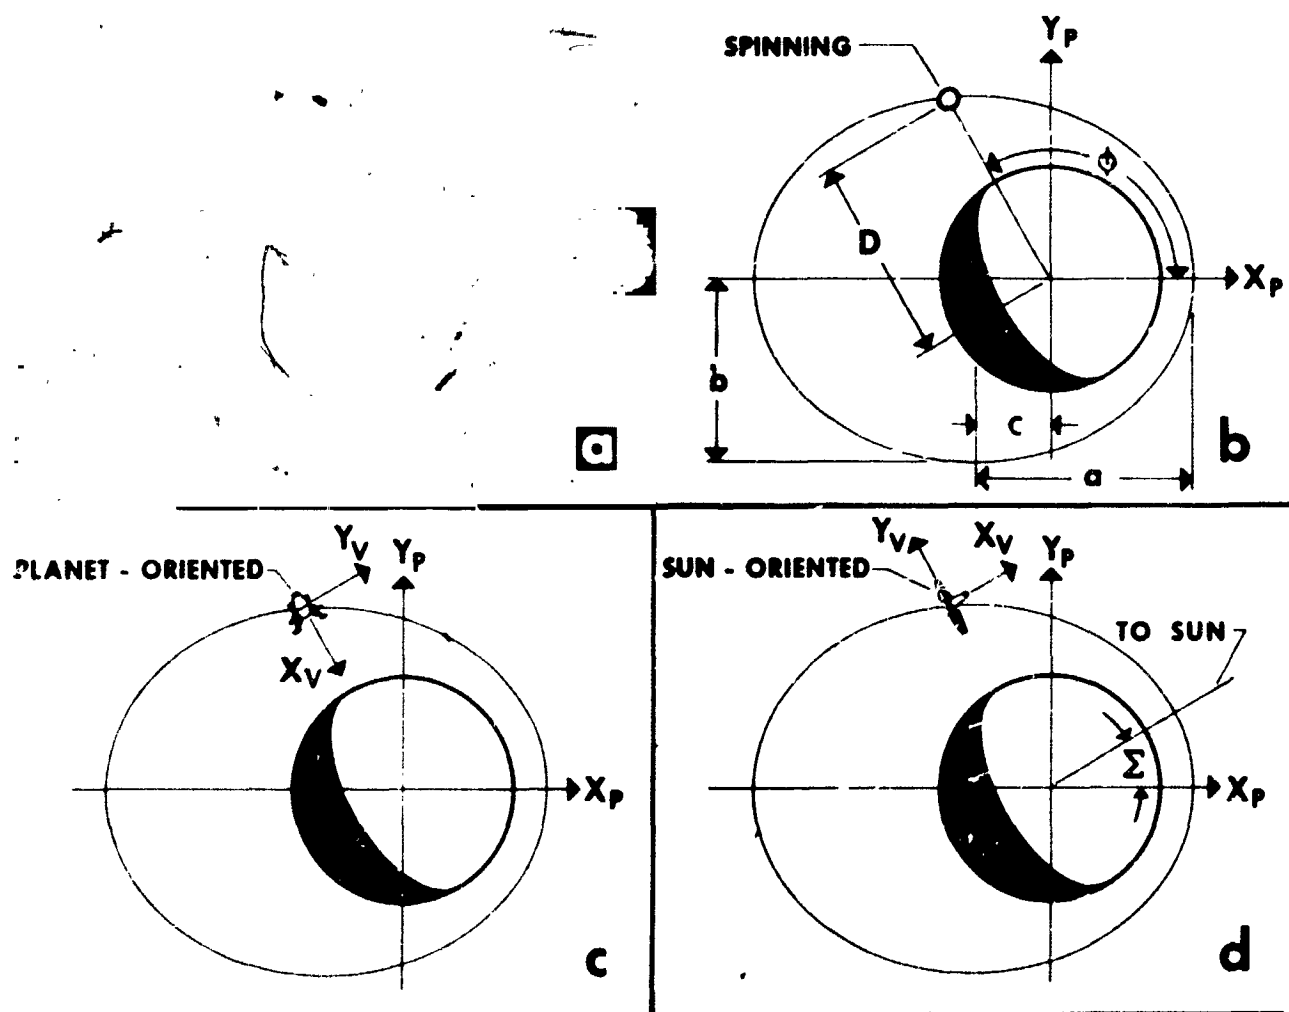 a
SPINNING
Y_P
ϕ
D
X_P
b
c
a
b
PLANET - ORIENTED
Y_V
Y_P
X_V
X_P
c
SUN - ORIENTED
Y_V
X_V
Y_P
TO SUN
Σ
X_P
d